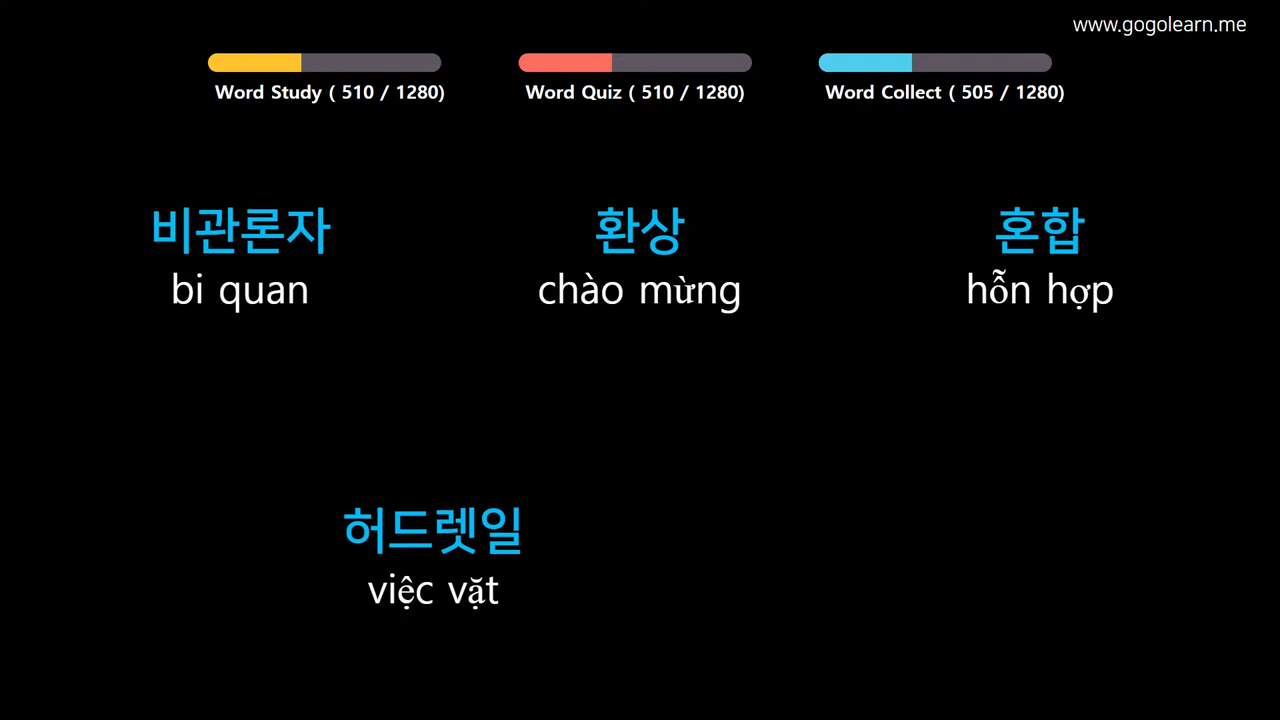 www.gogolearn.me
Word Study ( 510 / 1280)
Word Quiz ( 510 / 1280)
Word Collect ( 505 / 1280)
비관론자
bi quan
환상
chào mừng
혼합
hỗn hợp
허드렛일
việc vặt